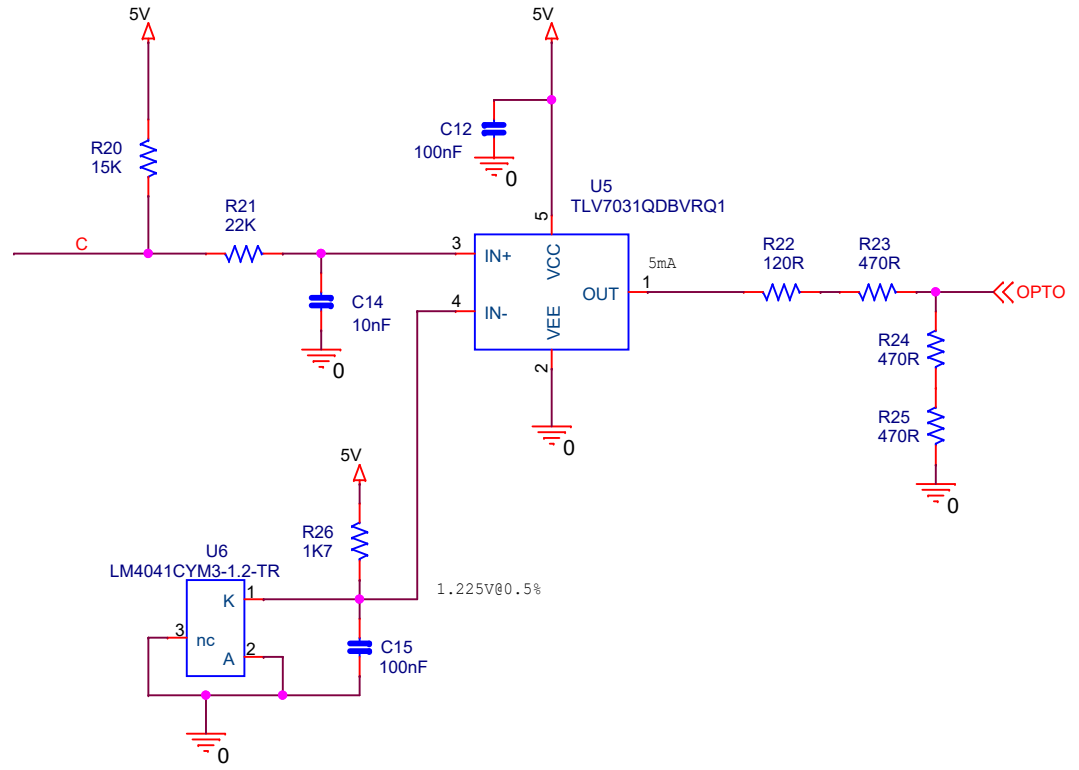 5V
5V
R20
15K
C12
100nF
0
U5
TLV7031QDBVRQ1
R21
22K
C
3
IN+
4
IN-
5
VCC
VEE
2
OUT
1
5mA
R22
120R
R23
470R
OPTO
C14
10nF
0
R24
470R
R25
470R
0
0
5V
R26
1K7
U6
LM4041CYM3-1.2-TR
K
1
3
nc
A
2
1.225V@0.5%
C15
100nF
0